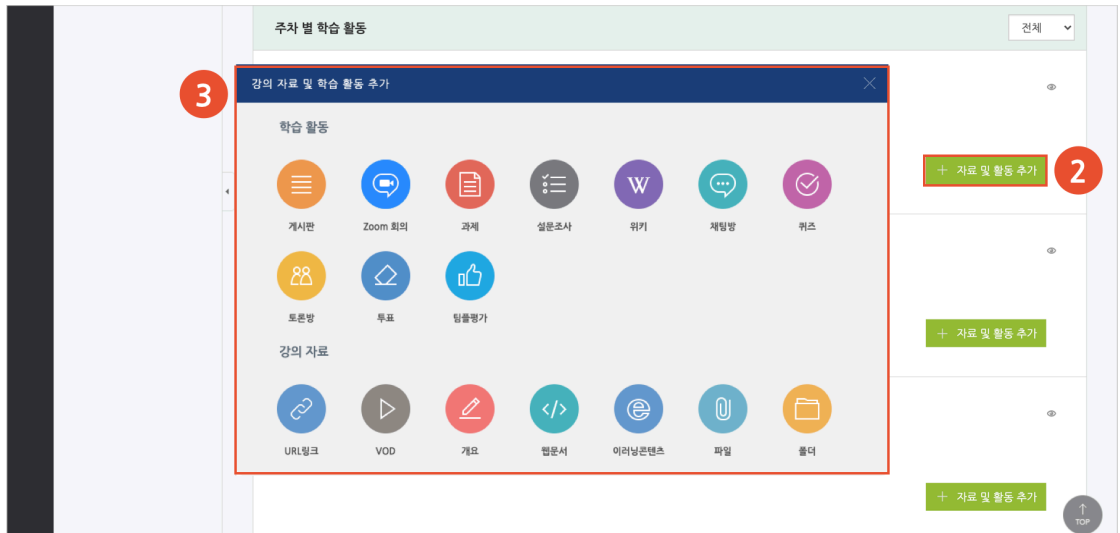 주차 별 학습 활동
전체
3
강의 자료 및 학습 활동 추가
학습 활동
+ 자료 및 활동 추가
2
게시판 Zoom 회의 과제 설문조사 위키 채팅방 퀴즈
W
토론방 투표 팀플평가
+ 자료 및 활동 추가
강의 자료
URL링크 VOD 개요 웹문서 이러닝콘텐츠 파일 폴더
+ 자료 및 활동 추가
TOP